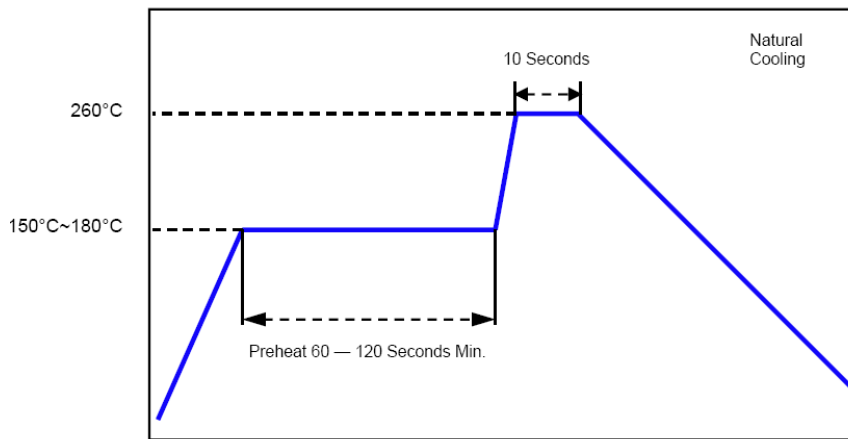 Natural
Cooling
10 Seconds
260°C
150°C~180°C
Preheat 60 — 120 Seconds Min.